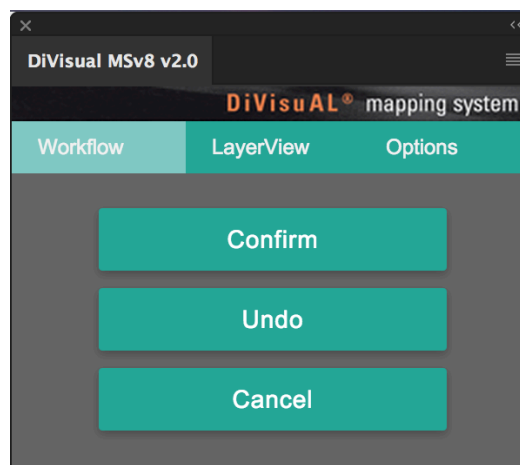 DiVisual MSv8 v2.0
DiVisuAL® mapping system
Workflow LayerView Options
Confirm
Undo
Cancel